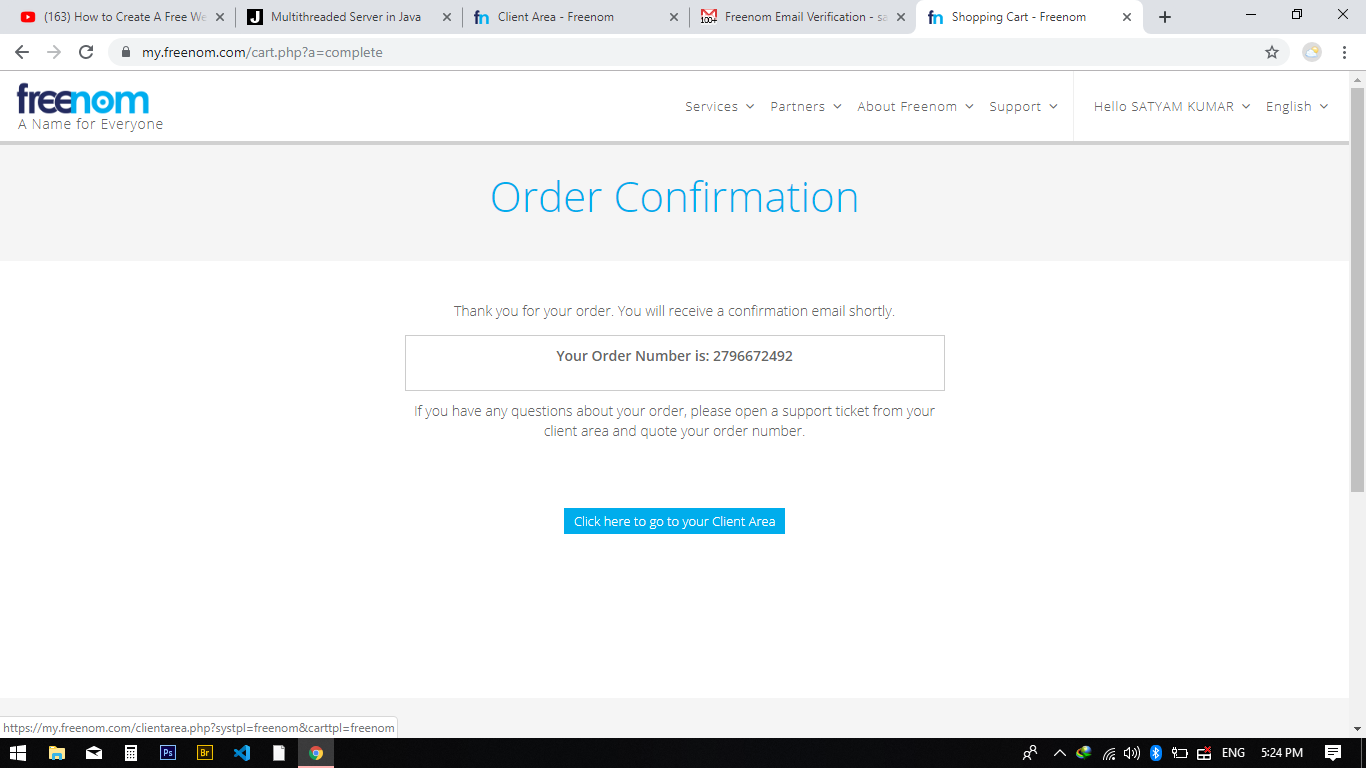 (163) How to Create A Free We
Multithreaded Server in Java
Client Area - Freenom
100+
Freenom Email Verification - sa
Shopping Cart - Freenom
my.freenom.com/cart.php?a=complete
freenom
A Name for Everyone
Services
Partners
About Freenom
Support
Hello SATYAM KUMAR
English
Order Confirmation
Thank you for your order. You will receive a confirmation email shortly.
Your Order Number is: 2796672492
If you have any questions about your order, please open a support ticket from your
client area and quote your order number.
Click here to go to your Client Area
https://my.freenom.com/clientarea.php?systpl=freenom&carttpl=freenom
Ps
Br
ENG
5:24 PM